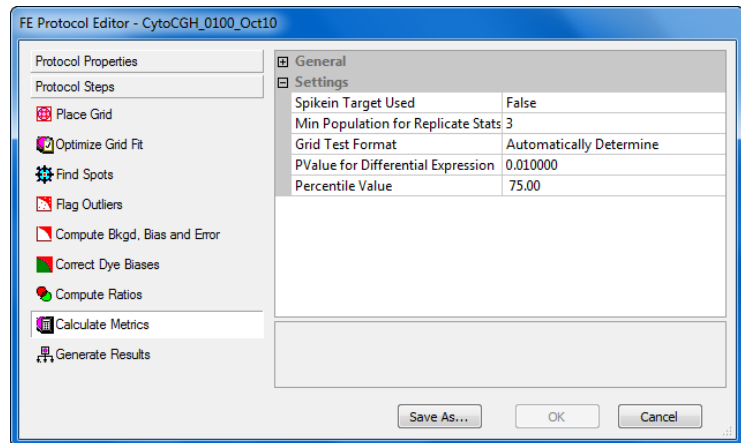 FE Protocol Editor - CytoCGH_0100_Oct10
Protocol Properties
Protocol Steps
Place Grid
Optimize Grid Fit
Find Spots
Flag Outliers
Compute Bkgd, Bias and Error
Correct Dye Biases
Compute Ratios
Calculate Metrics
Generate Results
General
Settings
Spikein Target Used False
Min Population for Replicate Stats 3
Grid Test Format Automatically Determine
PValue for Differential Expression 0.010000
Percentile Value 75.00
Save As... OK Cancel